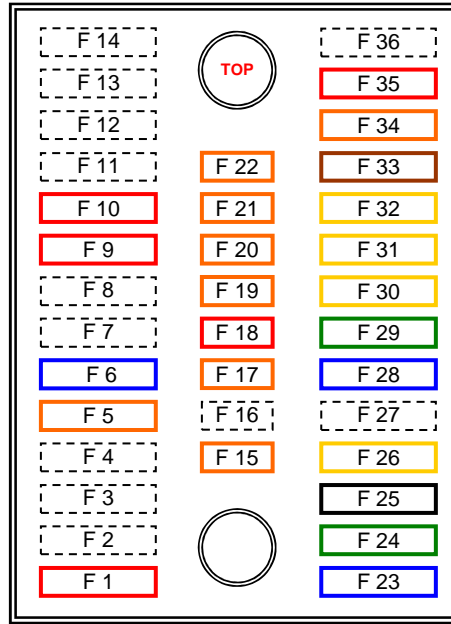 F 14
F 13
F 12
F 11
F 10
F 9
F 8
F 7
F 6
F 5
F 4
F 3
F 2
F 1
TOP
F 22
F 21
F 20
F 19
F 18
F 17
F 16
F 15
F 36
F 35
F 34
F 33
F 32
F 31
F 30
F 29
F 28
F 27
F 26
F 25
F 24
F 23